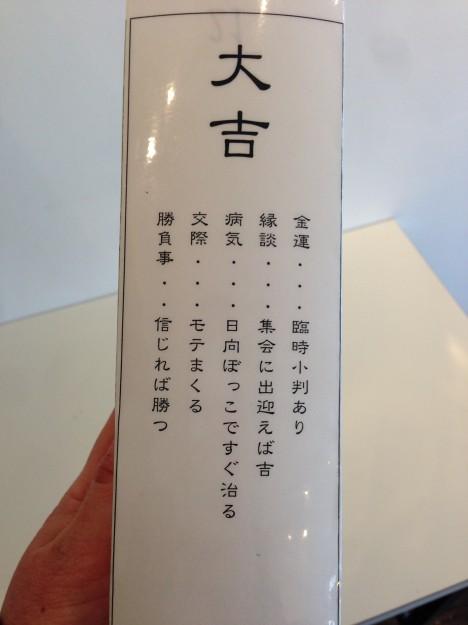 大吉
金運・・・臨時小判あり
縁談・・・集会に出迎えば吉
病気・・・日向ぼっこですぐ治る
交際・・・モテまくる
勝負事・・信じれば勝つ